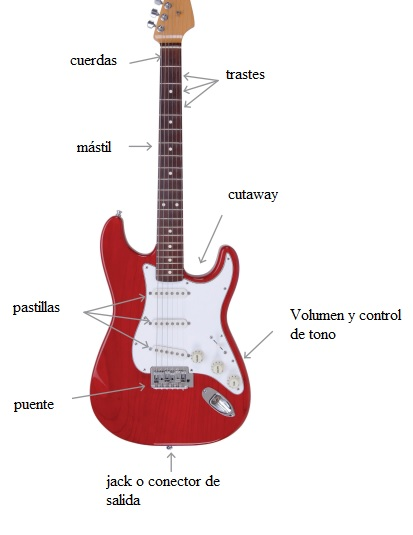 cuerdas
trastes
mástil
cutaway
pastillas
Volumen y control
de tono
puente
jack o conector de
salida